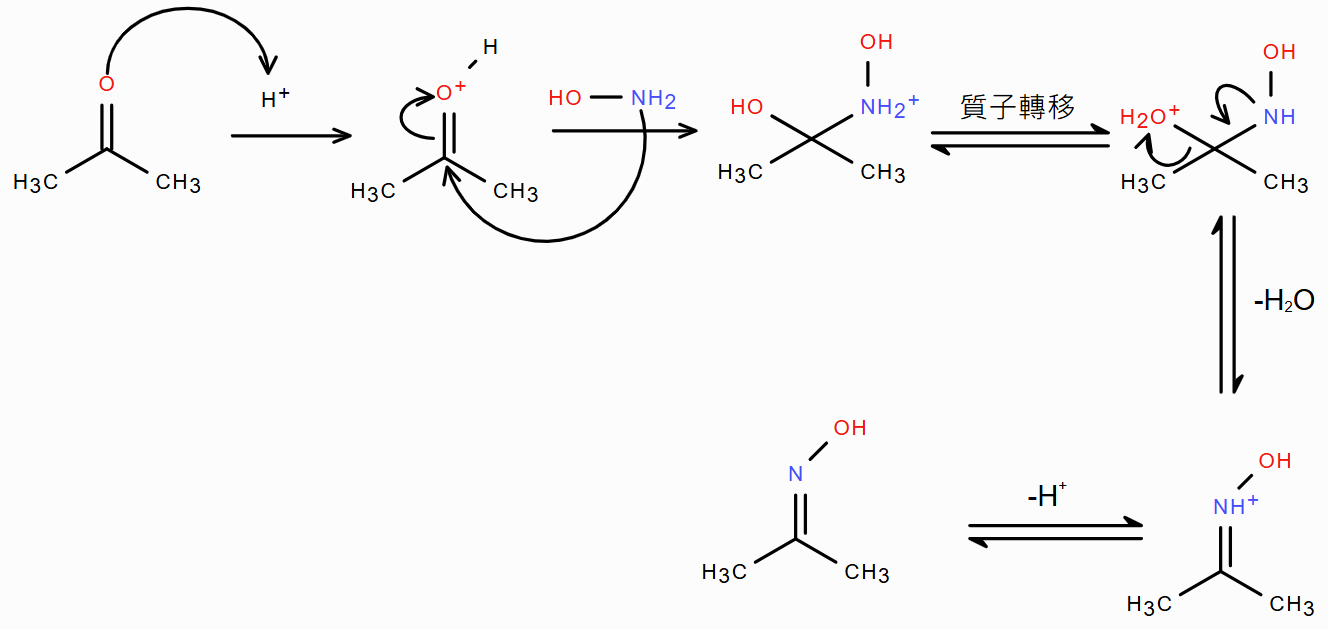 O
H⁺
H₃C
CH₃
H
O⁺
H₃C
CH₃
HO
NH₂
OH
HO
NH₂⁺
H₃C
CH₃
質子轉移
OH
H₂O⁺
NH
H₃C
CH₃
-H₂O
OH
NH⁺
H₃C
CH₃
-H⁺
OH
N
H₃C
CH₃